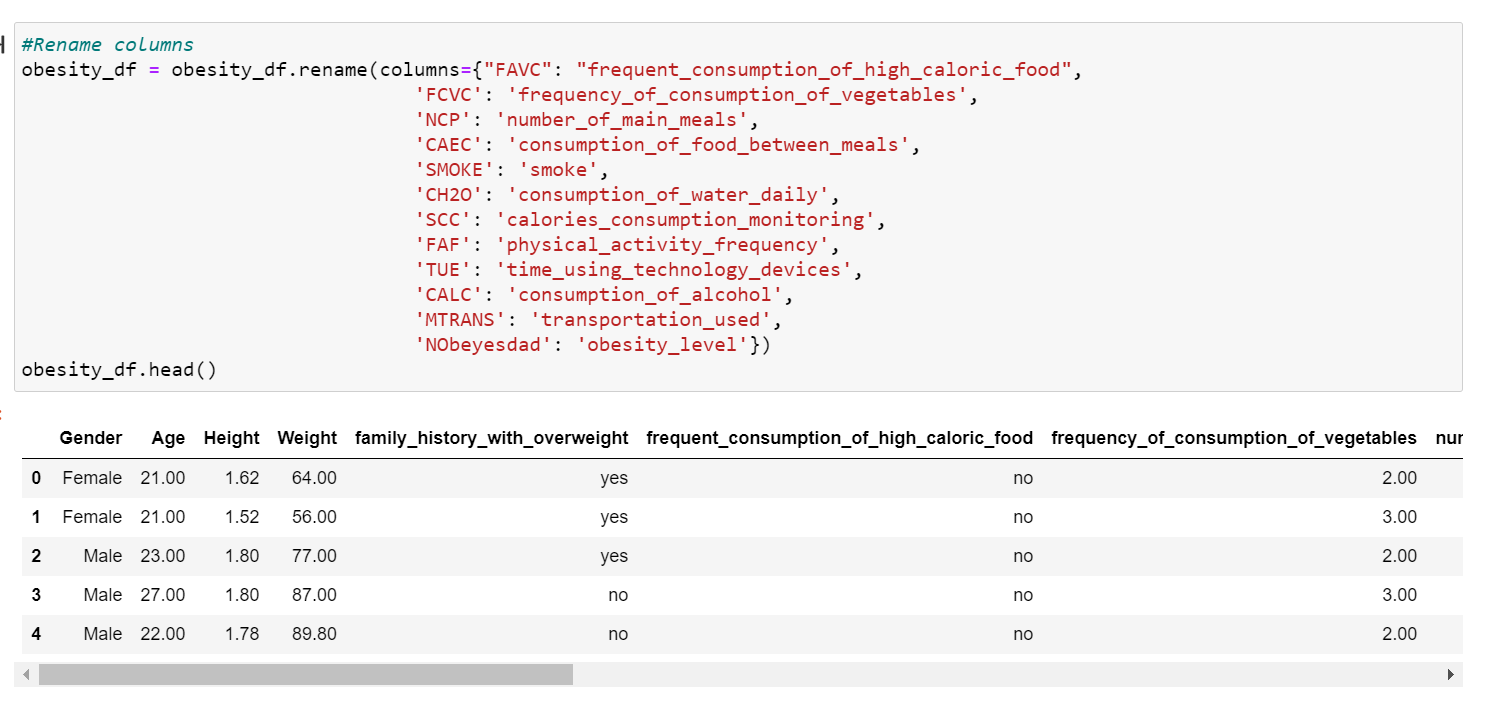 #Rename columns
obesity_df = obesity_df.rename(columns={"FAVC": "frequent_consumption_of_high_caloric_food",
'FCVC': 'frequency_of_consumption_of_vegetables',
'NCP': 'number_of_main_meals',
'CAEC': 'consumption_of_food_between_meals',
'SMOKE': 'smoke',
'CH2O': 'consumption_of_water_daily',
'SCC': 'calories_consumption_monitoring',
'FAF': 'physical_activity_frequency',
'TUE': 'time_using_technology_devices',
'CALC': 'consumption_of_alcohol',
'MTRANS': 'transportation_used',
'NObeyesdad': 'obesity_level'})
obesity_df.head()
Gender Age Height Weight family_history_with_overweight frequent_consumption_of_high_caloric_food frequency_of_consumption_of_vegetables
0 Female 21.00 1.62 64.00 yes no 2.00
1 Female 21.00 1.52 56.00 yes no 3.00
2 Male 23.00 1.80 77.00 yes no 2.00
3 Male 27.00 1.80 87.00 no no 3.00
4 Male 22.00 1.78 89.80 no no 2.00